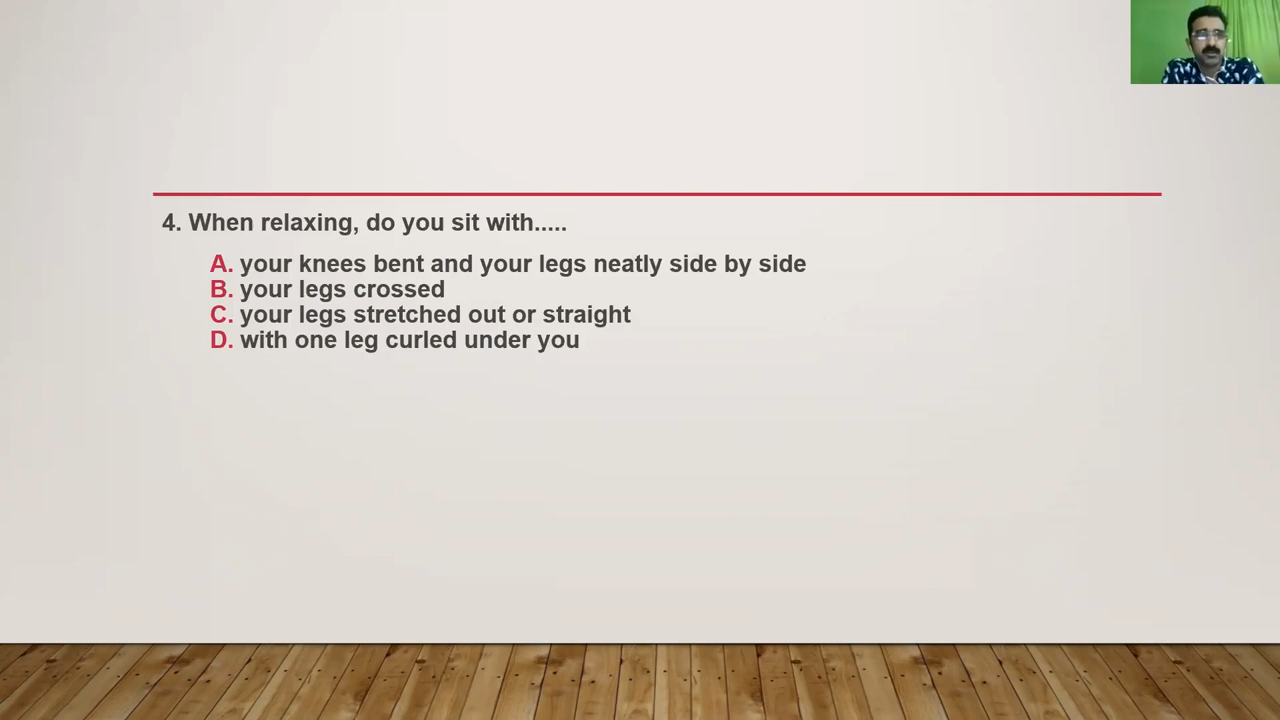 4. When relaxing, do you sit with.....
A. your knees bent and your legs neatly side by side
B. your legs crossed
C. your legs stretched out or straight
D. with one leg curled under you